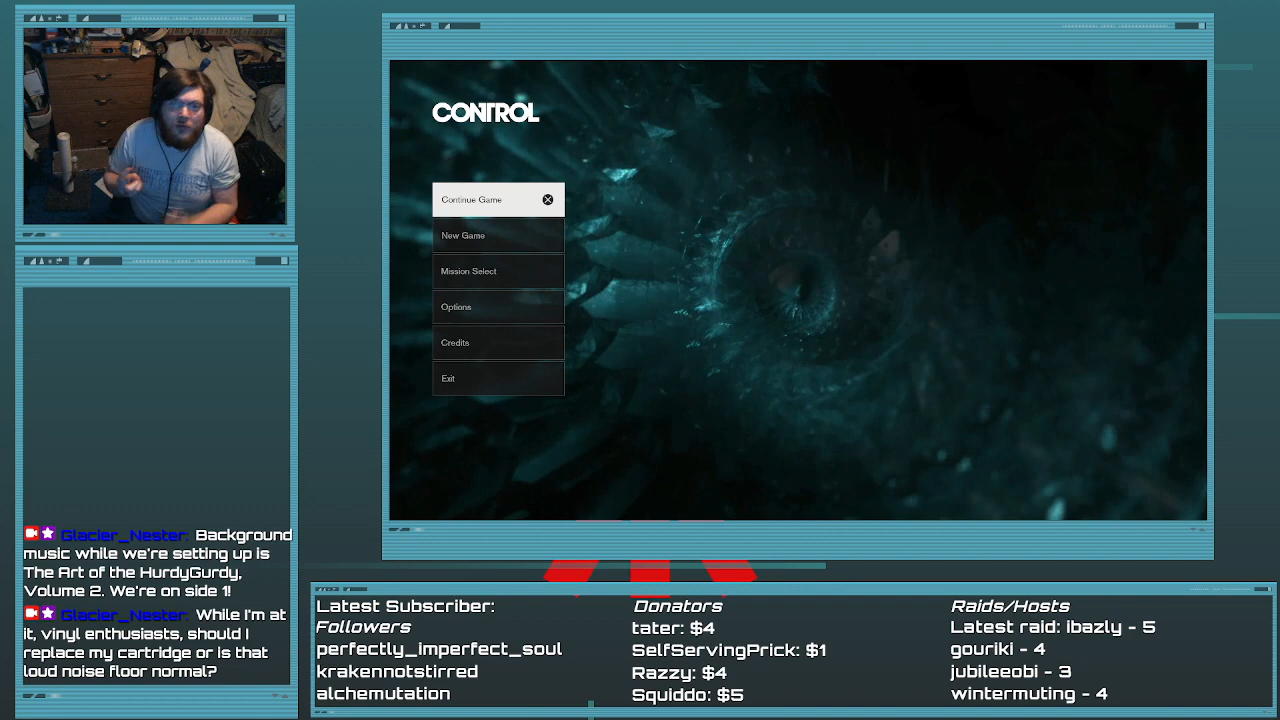 CONTROL
Continue Game
New Game
Mission Select
Options
Credits
Exit
Glacier_Nester: Background
music while we're setting up is
The Art of the HurdyGurdy,
Volume 2. We're on side 1!
Glacier_Nester: While I'm at
it, vinyl enthusiasts, should I
replace my cartridge or is that
loud noise floor normal?
Latest Subscriber:
Followers
perfectly_imperfect_soul
krakennotstirred
alchemutation
Donators
tater: $4
SelfServingPrick: $1
Razzy: $4
Squiddo: $5
Raids/Hosts
Latest raid: ibazly - 5
gouriki - 4
jubileenbi - 3
wintermuting - 4